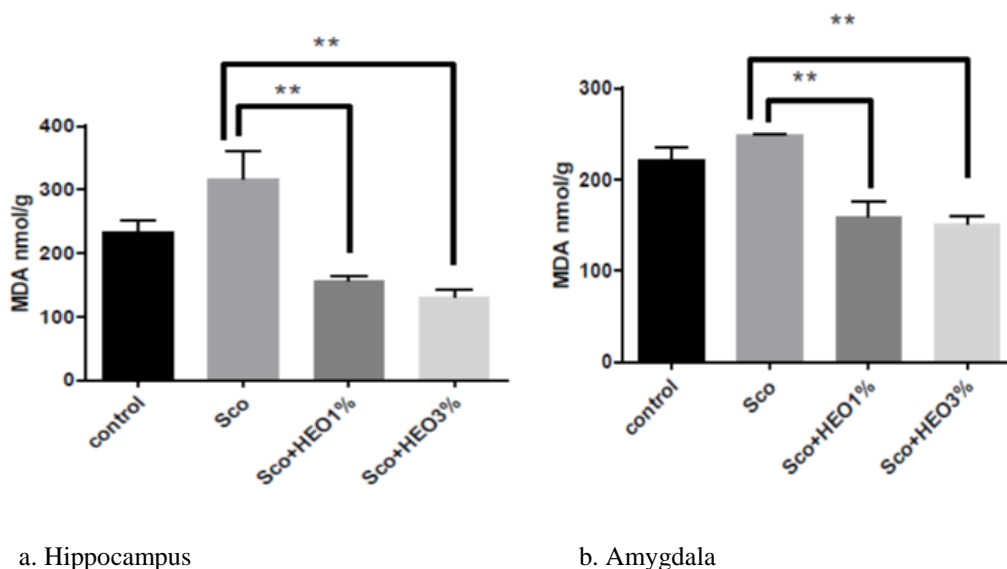 **
**
400
300
200
100
0
MDA nmol/g
control
Sco
Sco+HEO1%
Sco+HEO3%
a. Hippocampus
**
**
300
200
100
0
MDA nmol/g
control
Sco
Sco+HEO1%
Sco+HEO3%
b. Amygdala